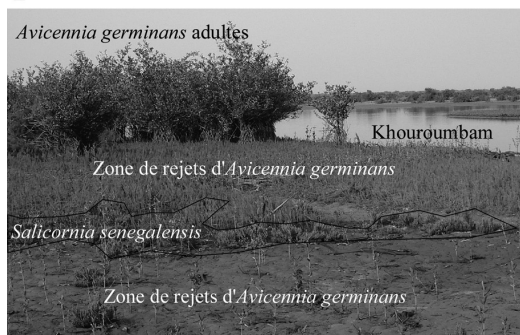 Avicennia germinans adultes
Khouroumbam
Zone de rejets d'Avicennia germinans
Salicornia senegalensis
Zone de rejets d'Avicennia germinans